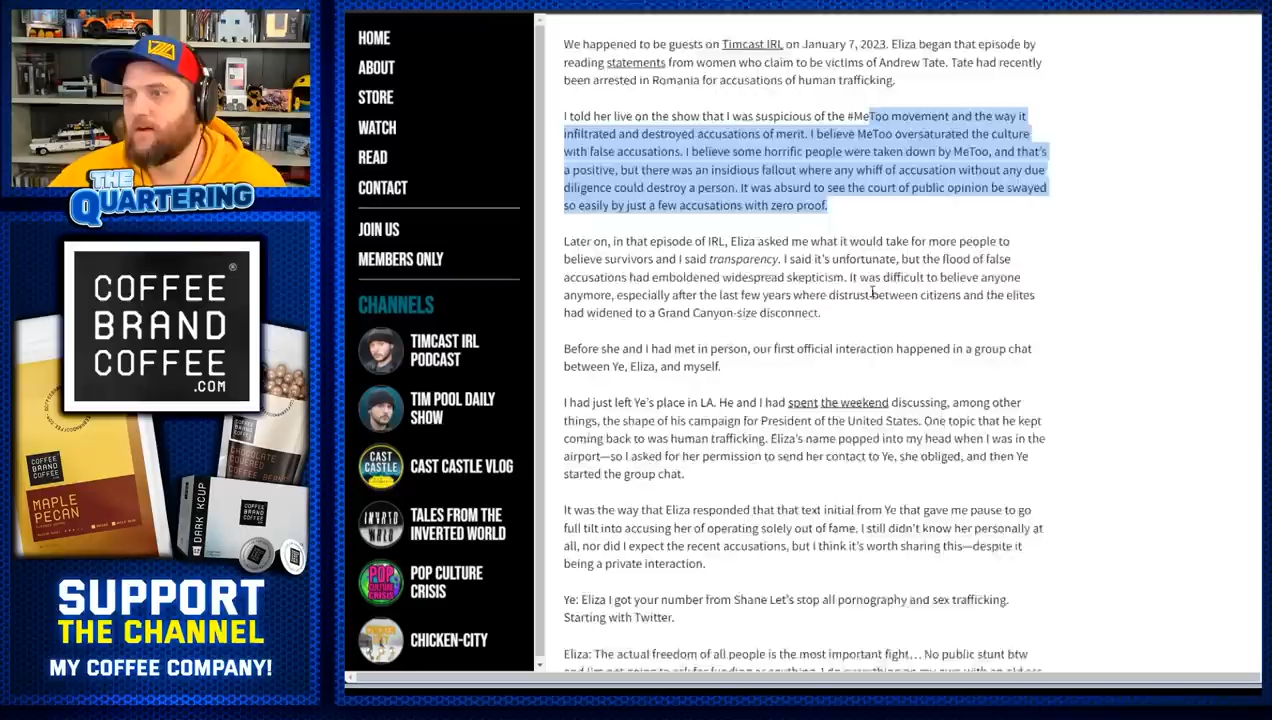 THE
QUARTERING
COFFEE
BRAND
COFFEE
.COM
®
COFFEE
BRAND
COFFEE
MAPLE
PECAN
CHOCOLATE
COVERED
COFFEE
DARK KCUP
COFFEE
BRAND
COFFEE
SUPPORT
THE CHANNEL
MY COFFEE COMPANY!
HOME
ABOUT
STORE
WATCH
READ
CONTACT
JOIN US
MEMBERS ONLY
CHANNELS
TIMCAST IRL
PODCAST
TIM POOL DAILY
SHOW
CAST
CASTLE
CAST CASTLE VLOG
INVRTD
WRLD
TALES FROM THE
INVERTED WORLD
POP
CULTURE
CRISIS
POP CULTURE
CRISIS
CHICKEN-CITY
We happened to be guests on Timcast IRL on January 7, 2023. Eliza began that episode by
reading statements from women who claim to be victims of Andrew Tate. Tate had recently
been arrested in Romania for accusations of human trafficking.
I told her live on the show that I was suspicious of the #MeToo movement and the way it
infiltrated and destroyed accusations of merit. I believe MeToo oversaturated the culture
with false accusations. I believe some horrific people were taken down by MeToo, and that's
a positive, but there was an insidious fallout where any whiff of accusation without any due
diligence could destroy a person. It was absurd to see the court of public opinion be swayed
so easily by just a few accusations with zero proof.
Later on, in that episode of IRL, Eliza asked me what it would take for more people to
believe survivors and I said transparency. I said it's unfortunate, but the flood of false
accusations had emboldened widespread skepticism. It was difficult to believe anyone
anymore, especially after the last few years where distrust between citizens and the elites
had widened to a Grand Canyon-size disconnect.
Before she and I had met in person, our first official interaction happened in a group chat
between Ye, Eliza, and myself.
I had just left Ye's place in LA. He and I had spent the weekend discussing, among other
things, the shape of his campaign for President of the United States. One topic that he kept
coming back to was human trafficking. Eliza's name popped into my head when I was in the
airport—so I asked for her permission to send her contact to Ye, she obliged, and then Ye
started the group chat.
It was the way that Eliza responded that that text initial from Ye that gave me pause to go
full tilt into accusing her of operating solely out of fame. I still didn't know her personally at
all, nor did I expect the recent accusations, but I think it's worth sharing this—despite it
being a private interaction.
Ye: Eliza I got your number from Shane Let's stop all pornography and sex trafficking.
Starting with Twitter.
Eliza: The actual freedom of all people is the most important fight… No public stunt btw